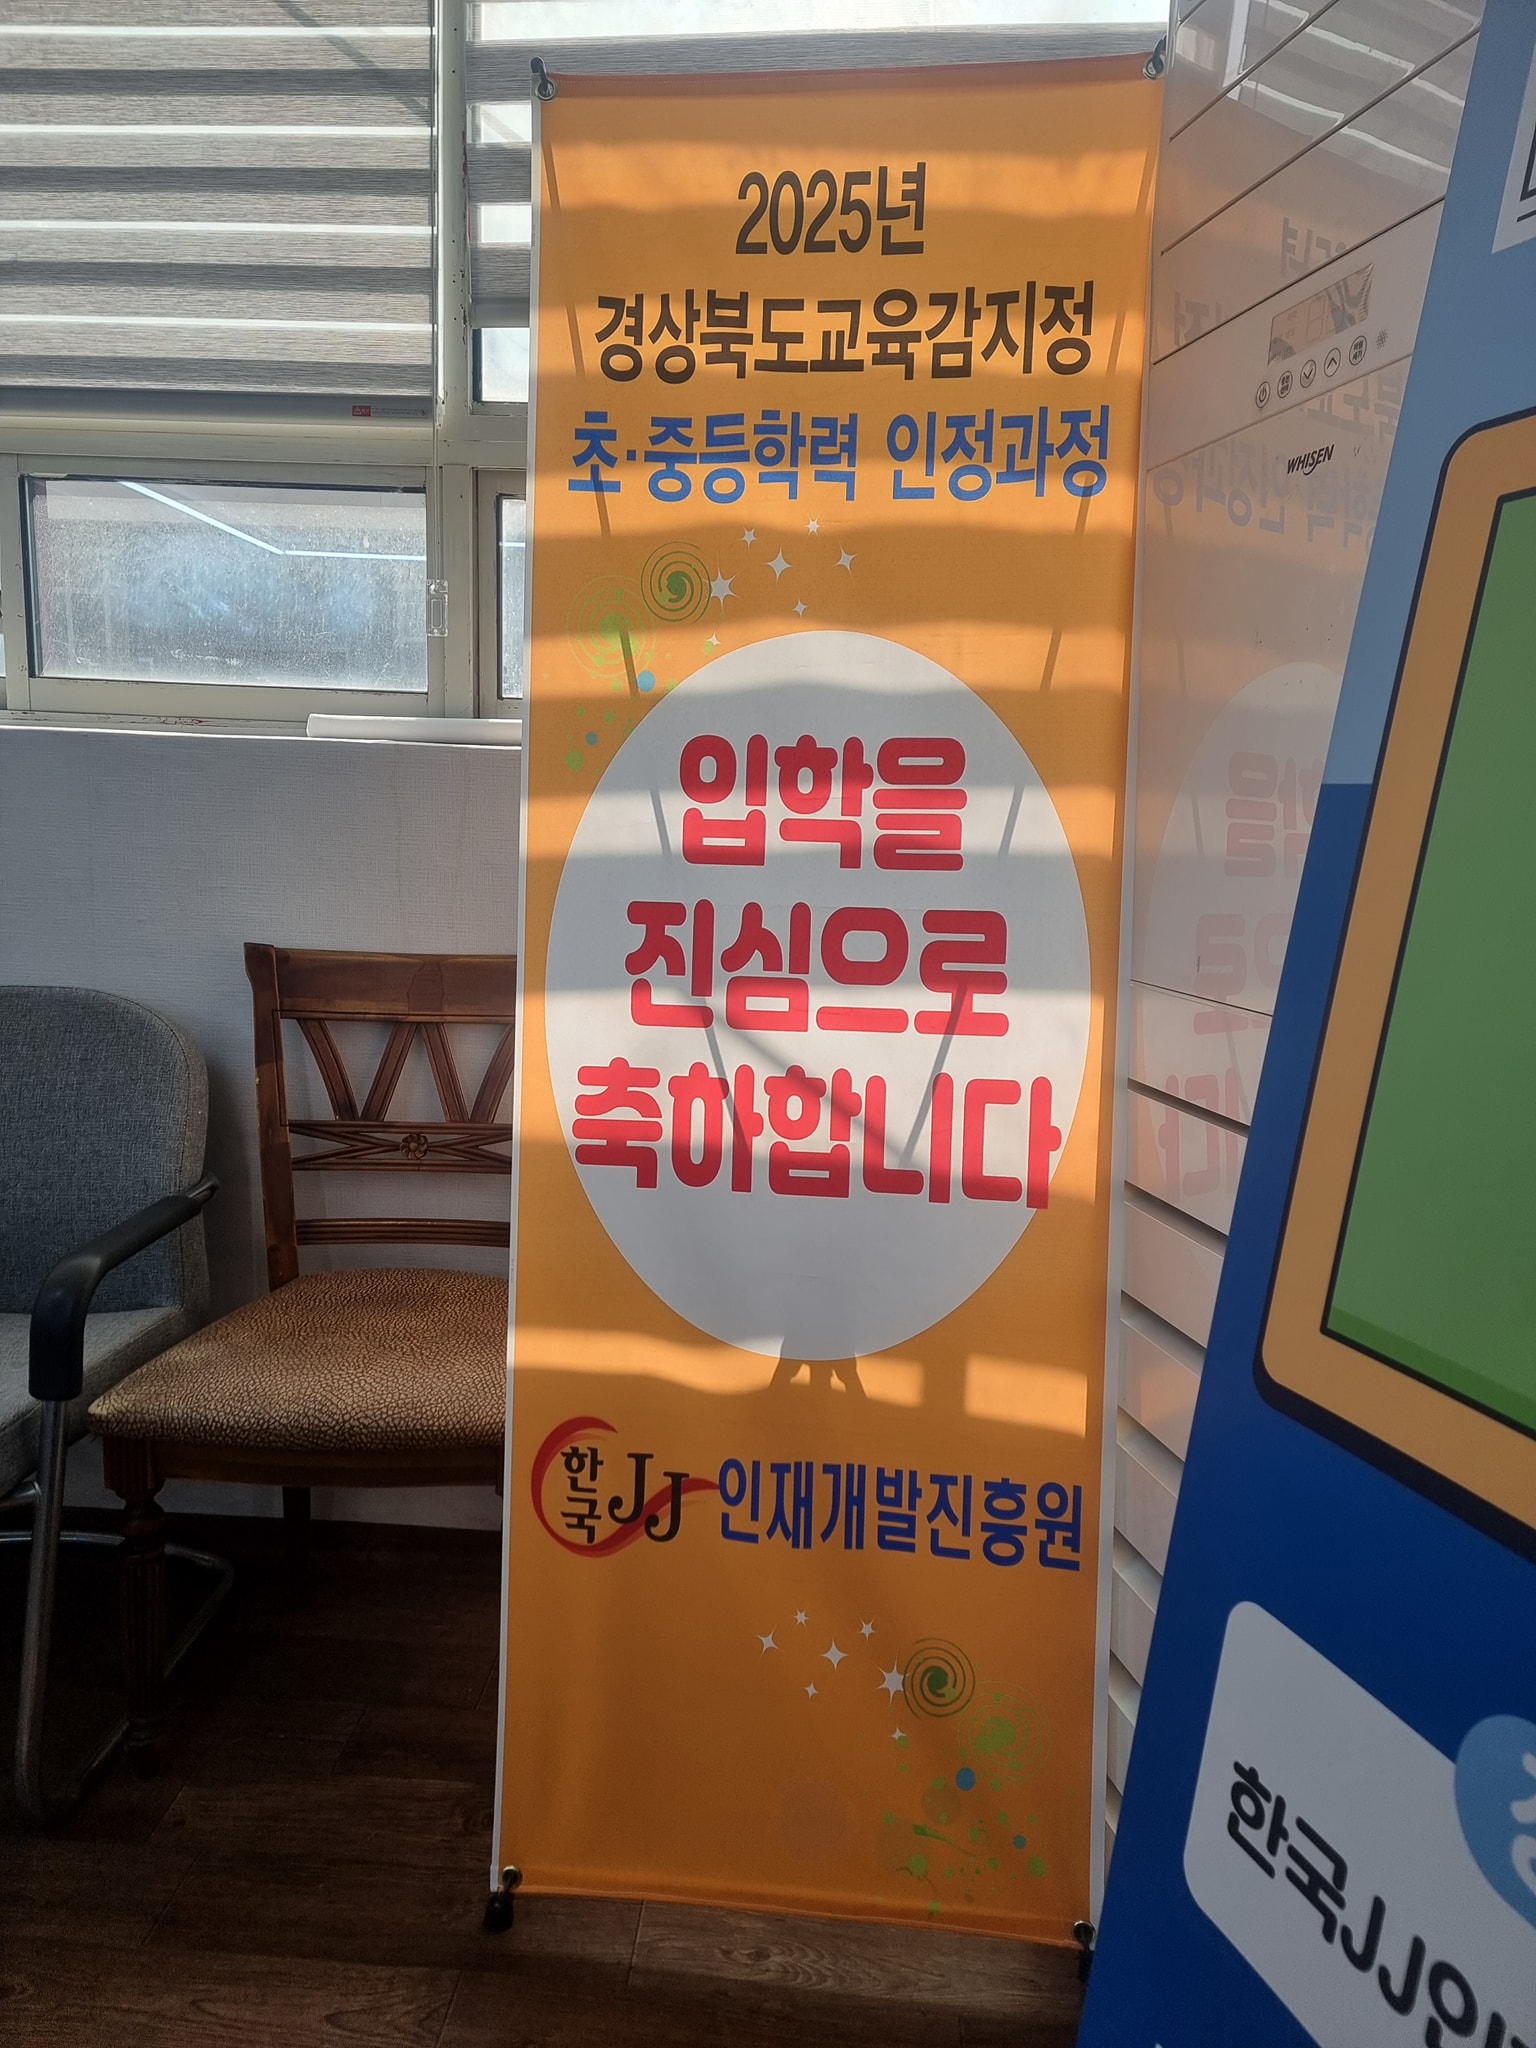 2025년
경상북도교육감지정
초·중등학력 인정과정
입학을
진심으로
축하합니다
한국 JJ 인재개발진흥원
WHISEN
한국JJ인